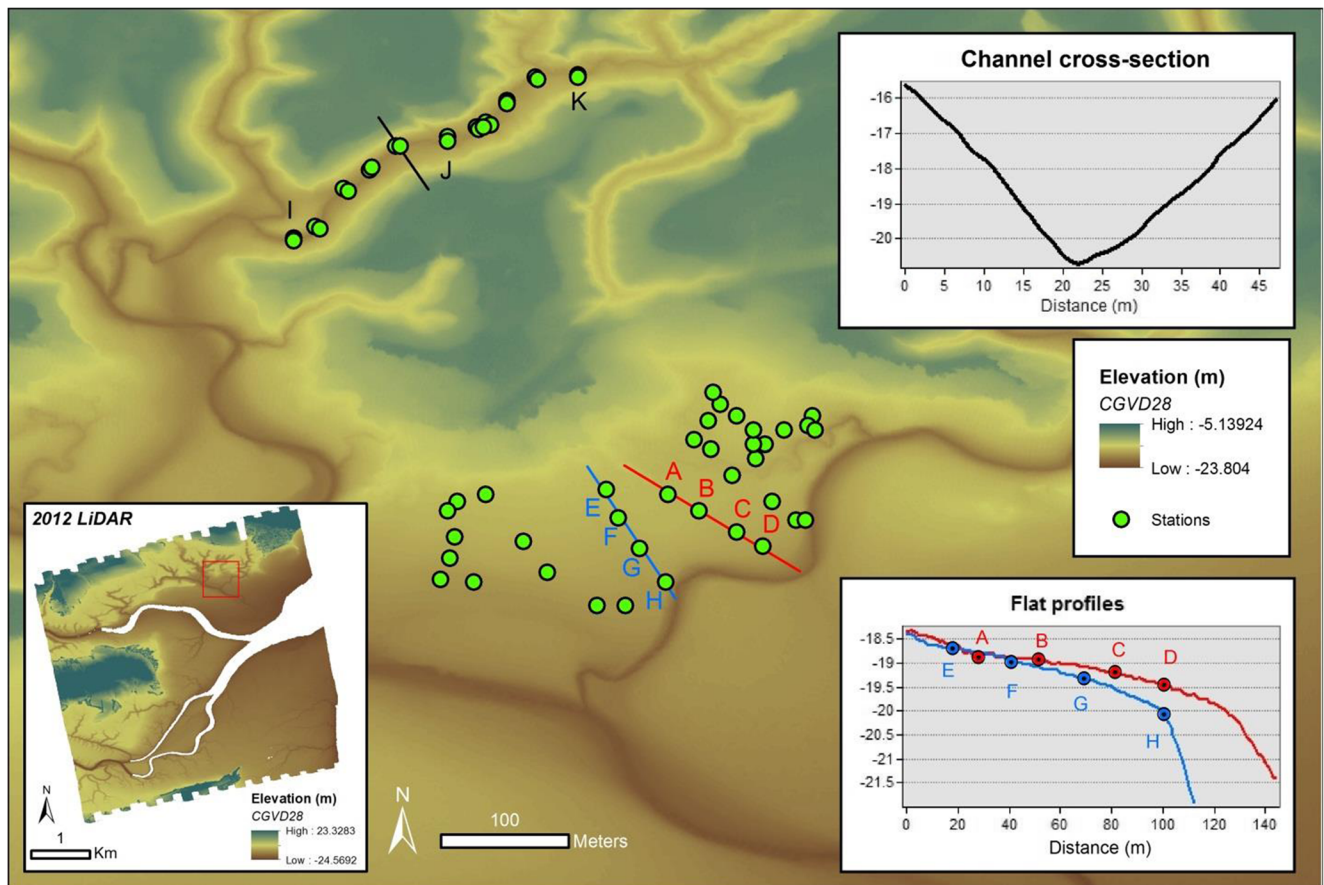 K
J
I
Channel cross-section
-16
-17
-18
-19
-20
0 5 10 15 20 25 30 35 40 45
Distance (m)
Elevation (m)
CGVD28
High : -5.13924
Low : -23.804
Stations
A
B
C
D
E
F
G
H
2012 LiDAR
N
1
Km
Elevation (m)
CGVD28
High : 23.3283
Low : -24.5692
N
100
Meters
Flat profiles
-18.5
-19
-19.5
-20
-20.5
-21
-21.5
A
B
C
D
E
F
G
H
0 20 40 60 80 100 120 140
Distance (m)